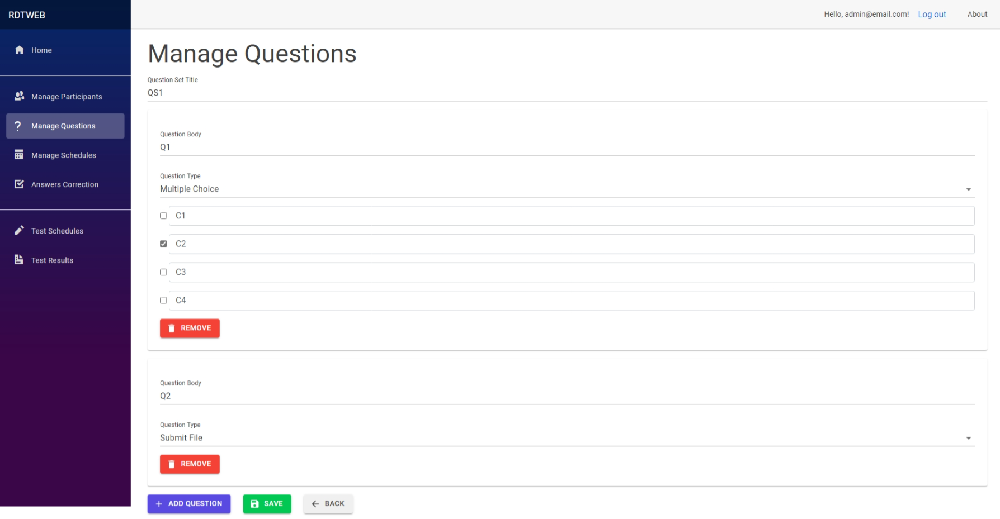 RDTWEB
Hello, admin@email.com! Log out About
Home
Manage Participants
? Manage Questions
Manage Schedules
Answers Correction
Test Schedules
Test Results
Manage Questions
Question Set Title
QS1
Question Body
Q1
Question Type
Multiple Choice
C1
C2
C3
C4
REMOVE
Question Body
Q2
Question Type
Submit File
REMOVE
+ ADD QUESTION SAVE ← BACK